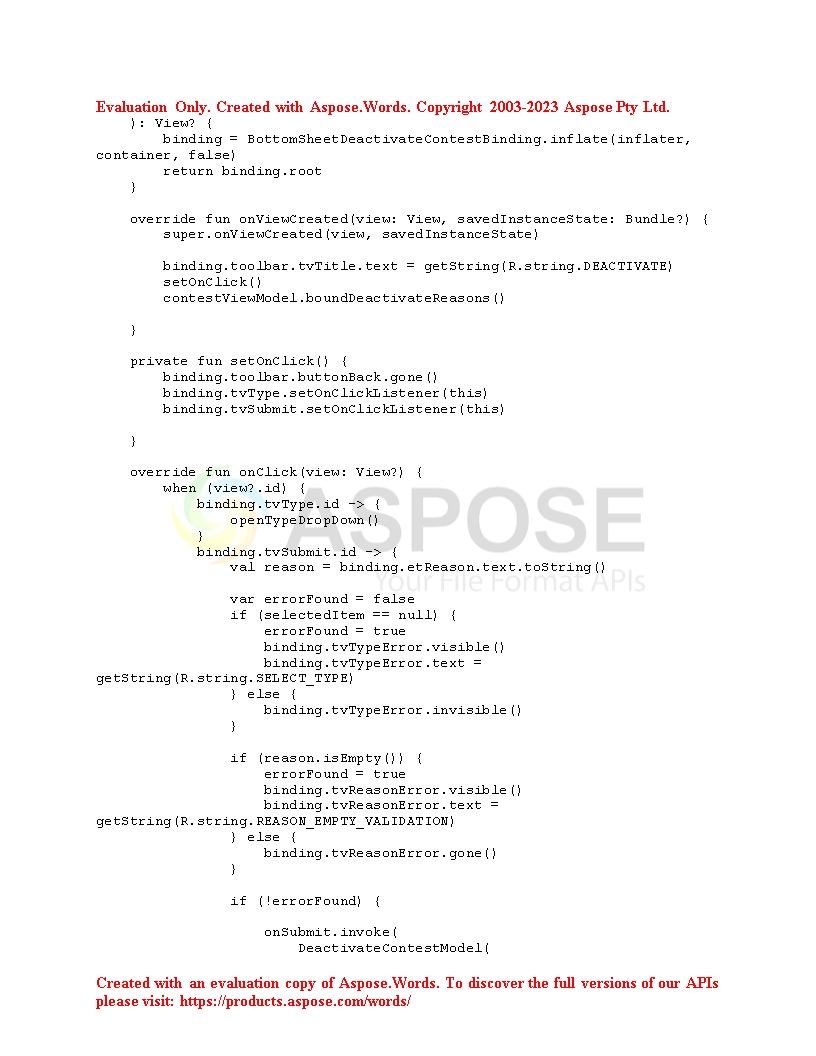 Evaluation Only. Created with Aspose.Words. Copyright 2003-2023 Aspose Pty Ltd.
    ): View? {
        binding = BottomSheetDeactivateContestBinding.inflate(inflater,
container, false)
        return binding.root
    }

    override fun onViewCreated(view: View, savedInstanceState: Bundle?) {
        super.onViewCreated(view, savedInstanceState)

        binding.toolbar.tvTitle.text = getString(R.string.DEACTIVATE)
        setOnClick()
        contestViewModel.boundDeactivateReasons()

    }

    private fun setOnClick() {
        binding.toolbar.buttonBack.gone()
        binding.tvType.setOnClickListener(this)
        binding.tvSubmit.setOnClickListener(this)

    }

    override fun onClick(view: View?) {
        when (view?.id) {
            binding.tvType.id -> {
                openTypeDropDown()
            }
            binding.tvSubmit.id -> {
                val reason = binding.etReason.text.toString()

                var errorFound = false
                if (selectedItem == null) {
                    errorFound = true
                    binding.tvTypeError.visible()
                    binding.tvTypeError.text =
getString(R.string.SELECT_TYPE)
                } else {
                    binding.tvTypeError.invisible()
                }

                if (reason.isEmpty()) {
                    errorFound = true
                    binding.tvReasonError.visible()
                    binding.tvReasonError.text =
getString(R.string.REASON_EMPTY_VALIDATION)
                } else {
                    binding.tvReasonError.gone()
                }

                if (!errorFound) {

                    onSubmit.invoke(
                        DeactivateContestModel(
ASPOSE
Your File Format APIs
Created with an evaluation copy of Aspose.Words. To discover the full versions of our APIs
please visit: https://products.aspose.com/words/